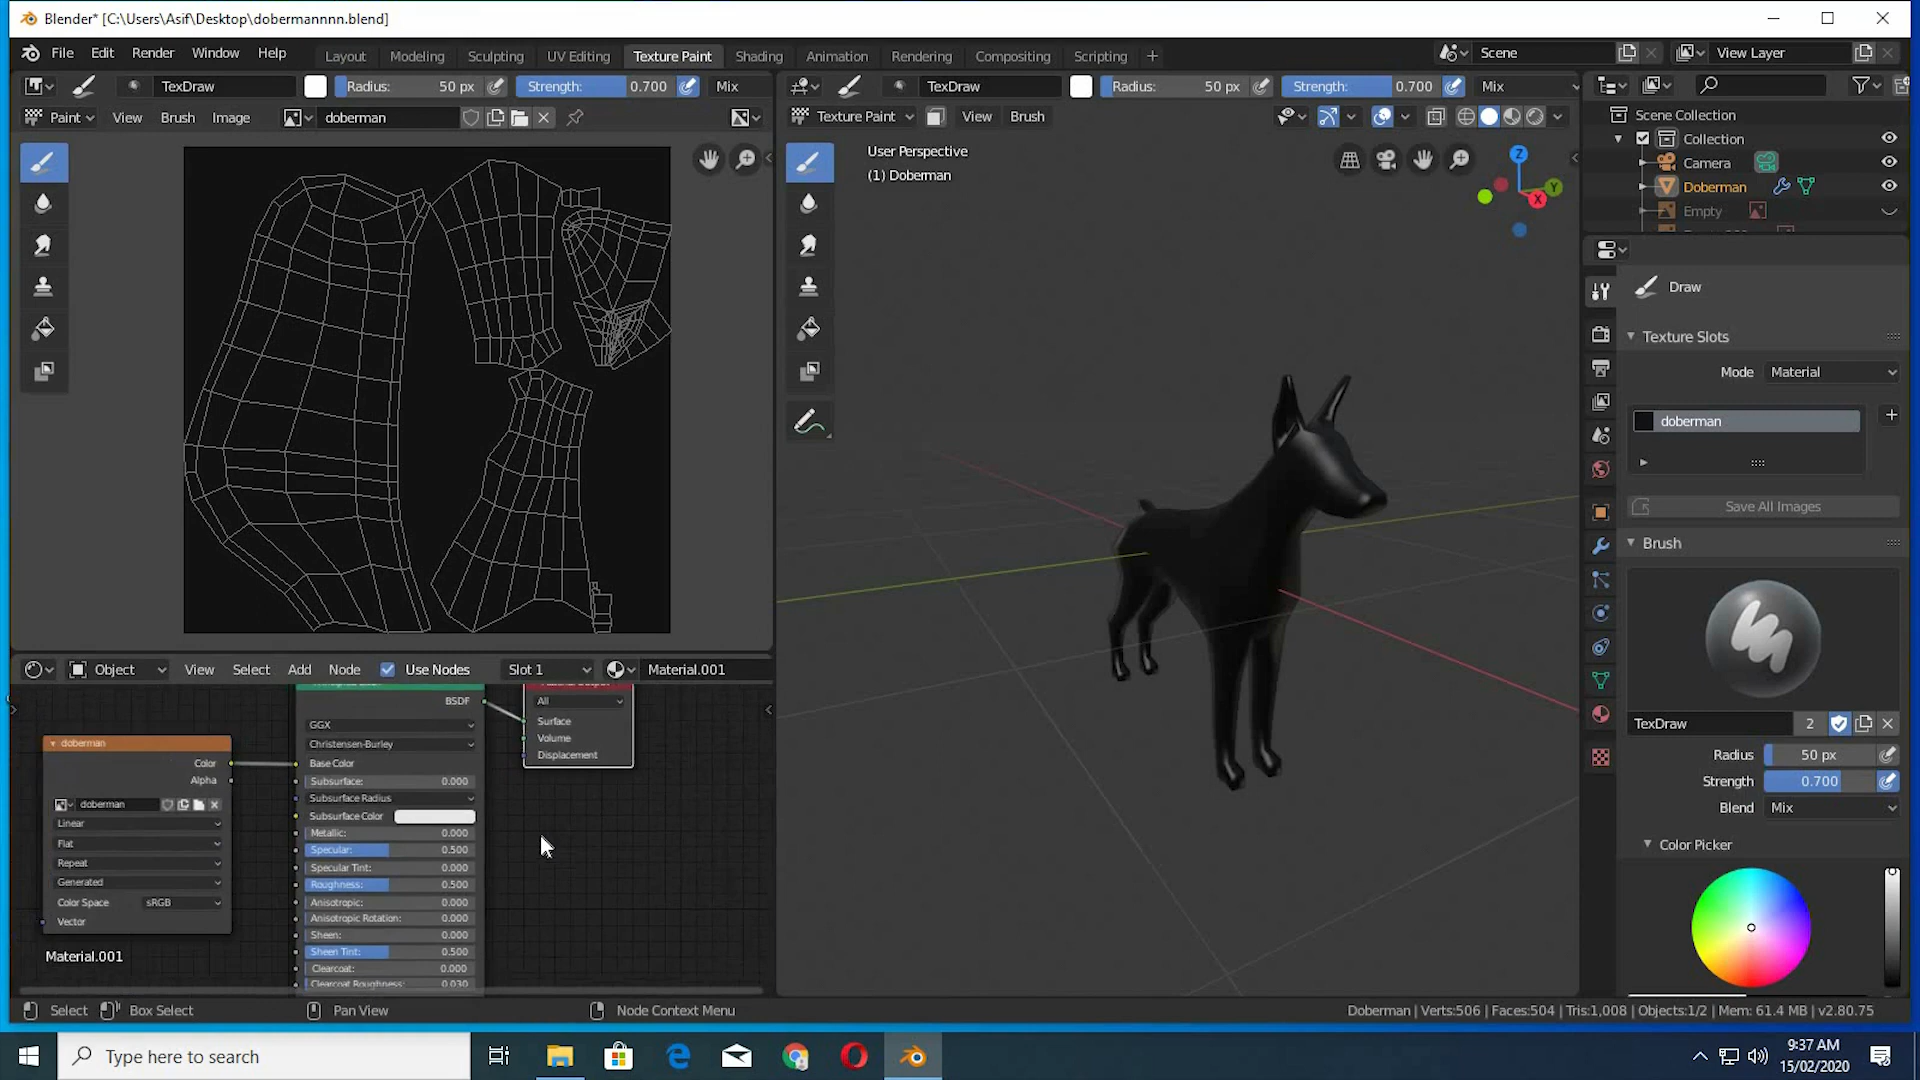 Blender* [C:\Users\Asif\Desktop\dobermannnn.blend]
File Edit Render Window Help Layout Modeling Sculpting UV Editing Texture Paint Shading Animation Rendering Compositing Scripting + Scene View Layer
TexDraw Radius: 50 px Strength: 0.700 Mix
TexDraw Radius: 50 px Strength: 0.700 Mix
Paint View Brush Image doberman
Texture Paint View Brush
User Perspective
(1) Doberman
Z
Y
X
Scene Collection
Collection
Camera
Doberman
Empty
Draw
Texture Slots
Mode Material
doberman
Save All Images
Brush
TexDraw 2
Radius 50 px
Strength 0.700
Blend Mix
Color Picker
Object View Select Add Node Use Nodes Slot 1 Material.001
BSDF
GGX
Christensen-Burley
Base Color
Subsurface: 0.000
Subsurface Radius
Subsurface Color
Metallic: 0.000
Specular: 0.500
Specular Tint: 0.000
Roughness: 0.500
Anisotropic: 0.000
Anisotropic Rotation: 0.000
Sheen: 0.000
Sheen Tint: 0.500
Clearcoat: 0.000
Clearcoat Roughness: 0.030
All
Surface
Volume
Displacement
doberman
Color
Alpha
doberman
Linear
Flat
Repeat
Generated
Color Space sRGB
Vector
Material.001
Select Box Select Pan View Node Context Menu
Doberman | Verts:506 | Faces:504 | Tris:1,008 | Objects:1/2 | Mem: 61.4 MB | v2.80.75
Type here to search
9:37 AM
15/02/2020